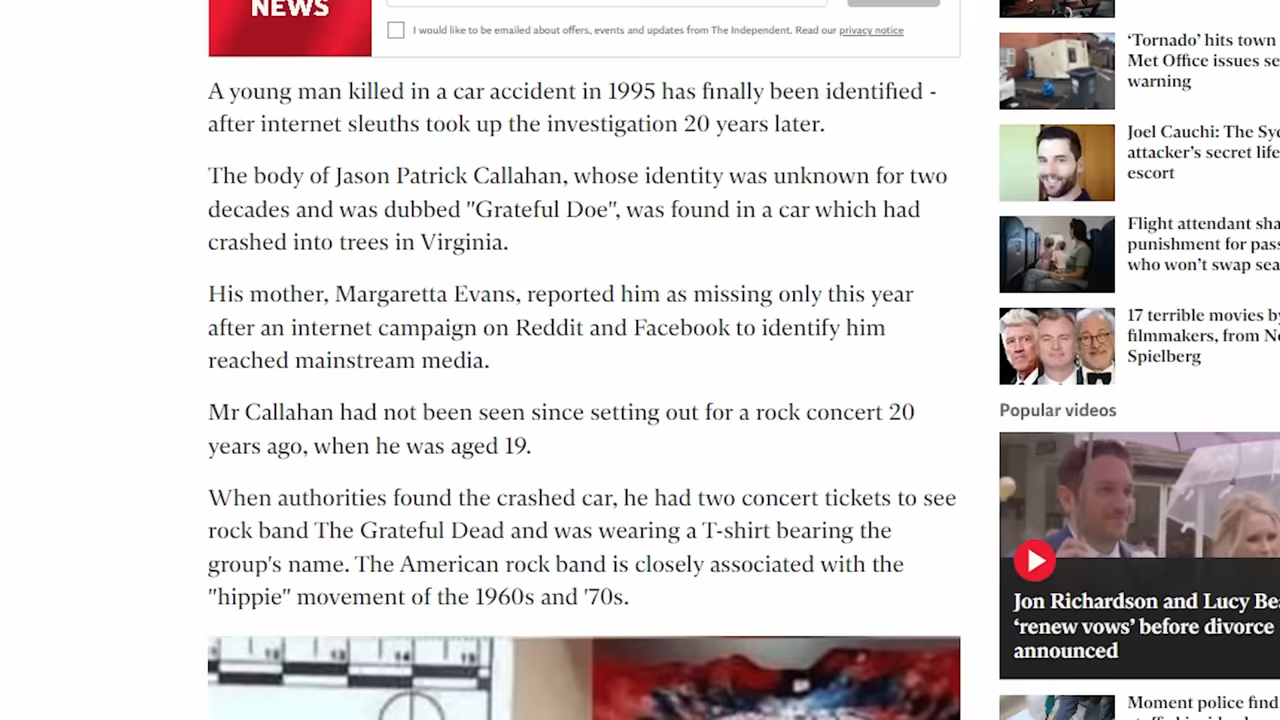 NEWS
I would like to be emailed about offers, events and updates from The Independent. Read our privacy notice
A young man killed in a car accident in 1995 has finally been identified -
after internet sleuths took up the investigation 20 years later.
The body of Jason Patrick Callahan, whose identity was unknown for two
decades and was dubbed "Grateful Doe", was found in a car which had
crashed into trees in Virginia.
His mother, Margaretta Evans, reported him as missing only this year
after an internet campaign on Reddit and Facebook to identify him
reached mainstream media.
Mr Callahan had not been seen since setting out for a rock concert 20
years ago, when he was aged 19.
When authorities found the crashed car, he had two concert tickets to see
rock band The Grateful Dead and was wearing a T-shirt bearing the
group's name. The American rock band is closely associated with the
"hippie" movement of the 1960s and '70s.
‘Tornado’ hits town
Met Office issues se
warning
Joel Cauchi: The Sy
attacker’s secret life
escort
Flight attendant sha
punishment for pas
who won’t swap sea
17 terrible movies b
filmmakers, from N
Spielberg
Popular videos
Jon Richardson and Lucy Be
‘renew vows’ before divorce
announced
Moment police find